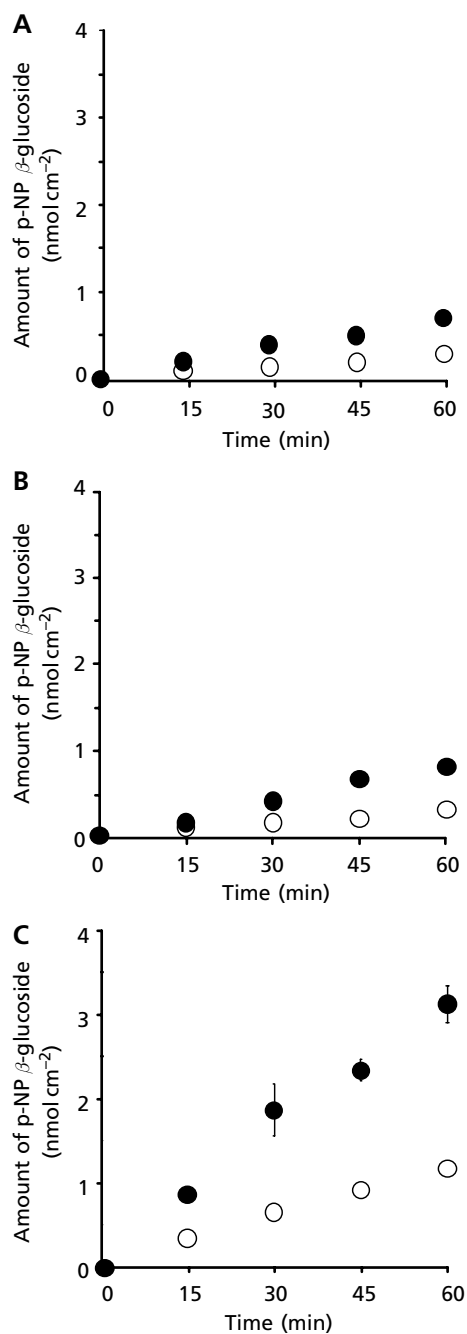 A
Amount of p-NP β-glucoside
(nmol cm−2)
4
3
2
1
0
0 15 30 45 60
Time (min)
B
Amount of p-NP β-glucoside
(nmol cm−2)
4
3
2
1
0
0 15 30 45 60
Time (min)
C
Amount of p-NP β-glucoside
(nmol cm−2)
4
3
2
1
0
0 15 30 45 60
Time (min)